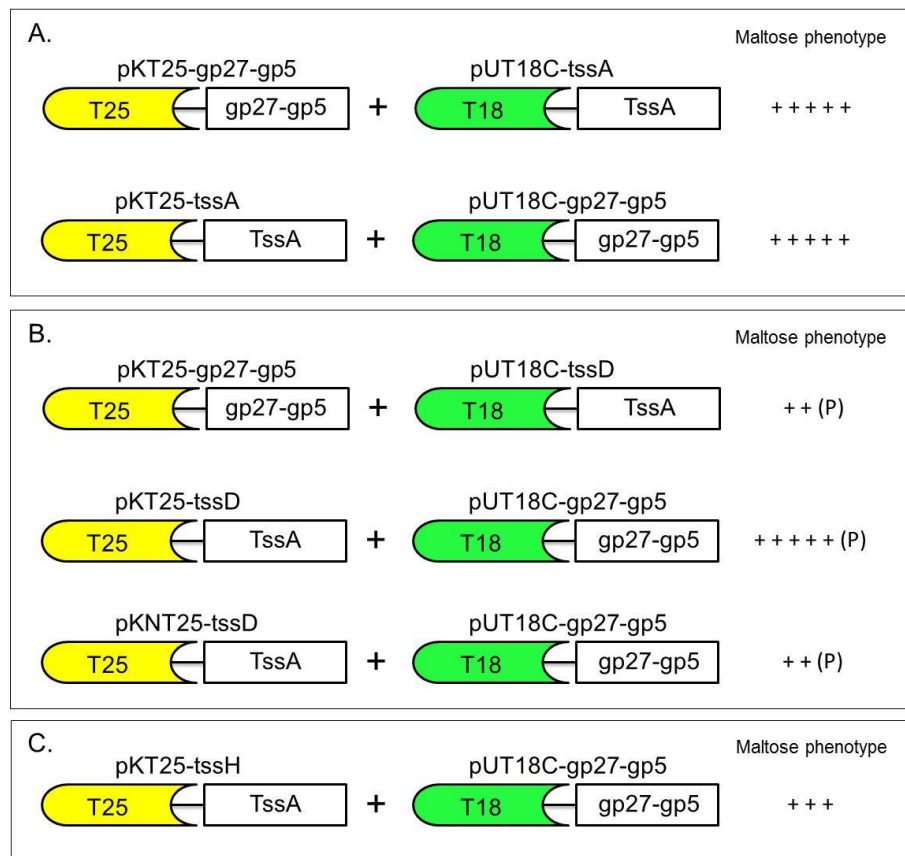 A.
Maltose phenotype
pKT25-gp27-gp5 pUT18C-tssA
T25 gp27-gp5 + T18 TssA + + + + +
pKT25-tssA pUT18C-gp27-gp5
T25 TssA + T18 gp27-gp5 + + + + +
B.
Maltose phenotype
pKT25-gp27-gp5 pUT18C-tssD
T25 gp27-gp5 + T18 TssA + + (P)
pKT25-tssD pUT18C-gp27-gp5
T25 TssA + T18 gp27-gp5 + + + + + (P)
pKNT25-tssD pUT18C-gp27-gp5
T25 TssA + T18 gp27-gp5 + + (P)
C.
Maltose phenotype
pKT25-tssH pUT18C-gp27-gp5
T25 TssA + T18 gp27-gp5 + + +